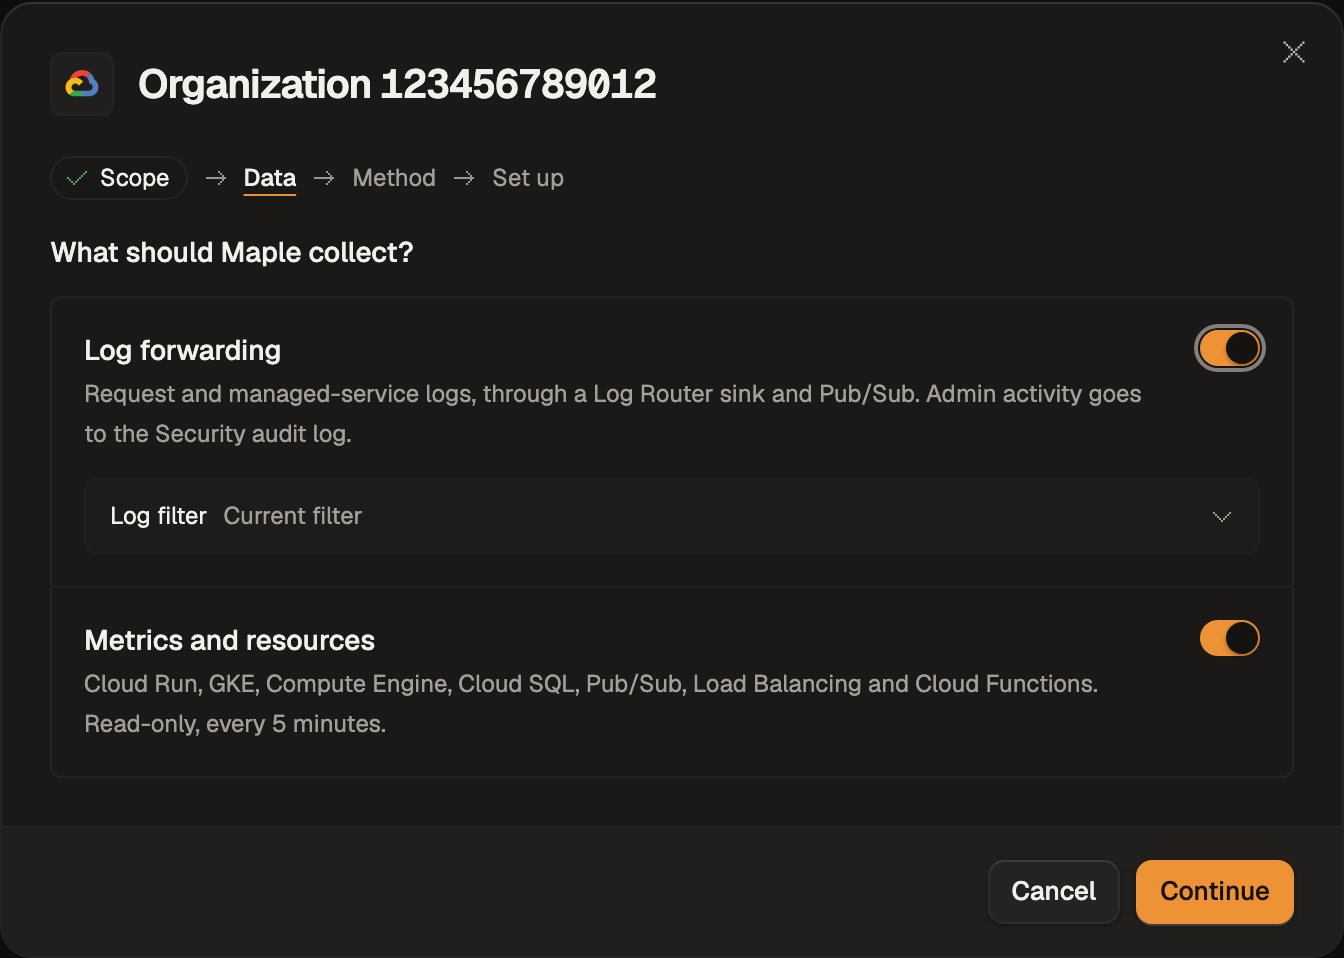 Organization 123456789012
Scope → Data → Method → Set up
What should Maple collect?
Log forwarding
Request and managed-service logs, through a Log Router sink and Pub/Sub. Admin activity goes
to the Security audit log.
Log filter Current filter
Metrics and resources
Cloud Run, GKE, Compute Engine, Cloud SQL, Pub/Sub, Load Balancing and Cloud Functions.
Read-only, every 5 minutes.
Cancel Continue